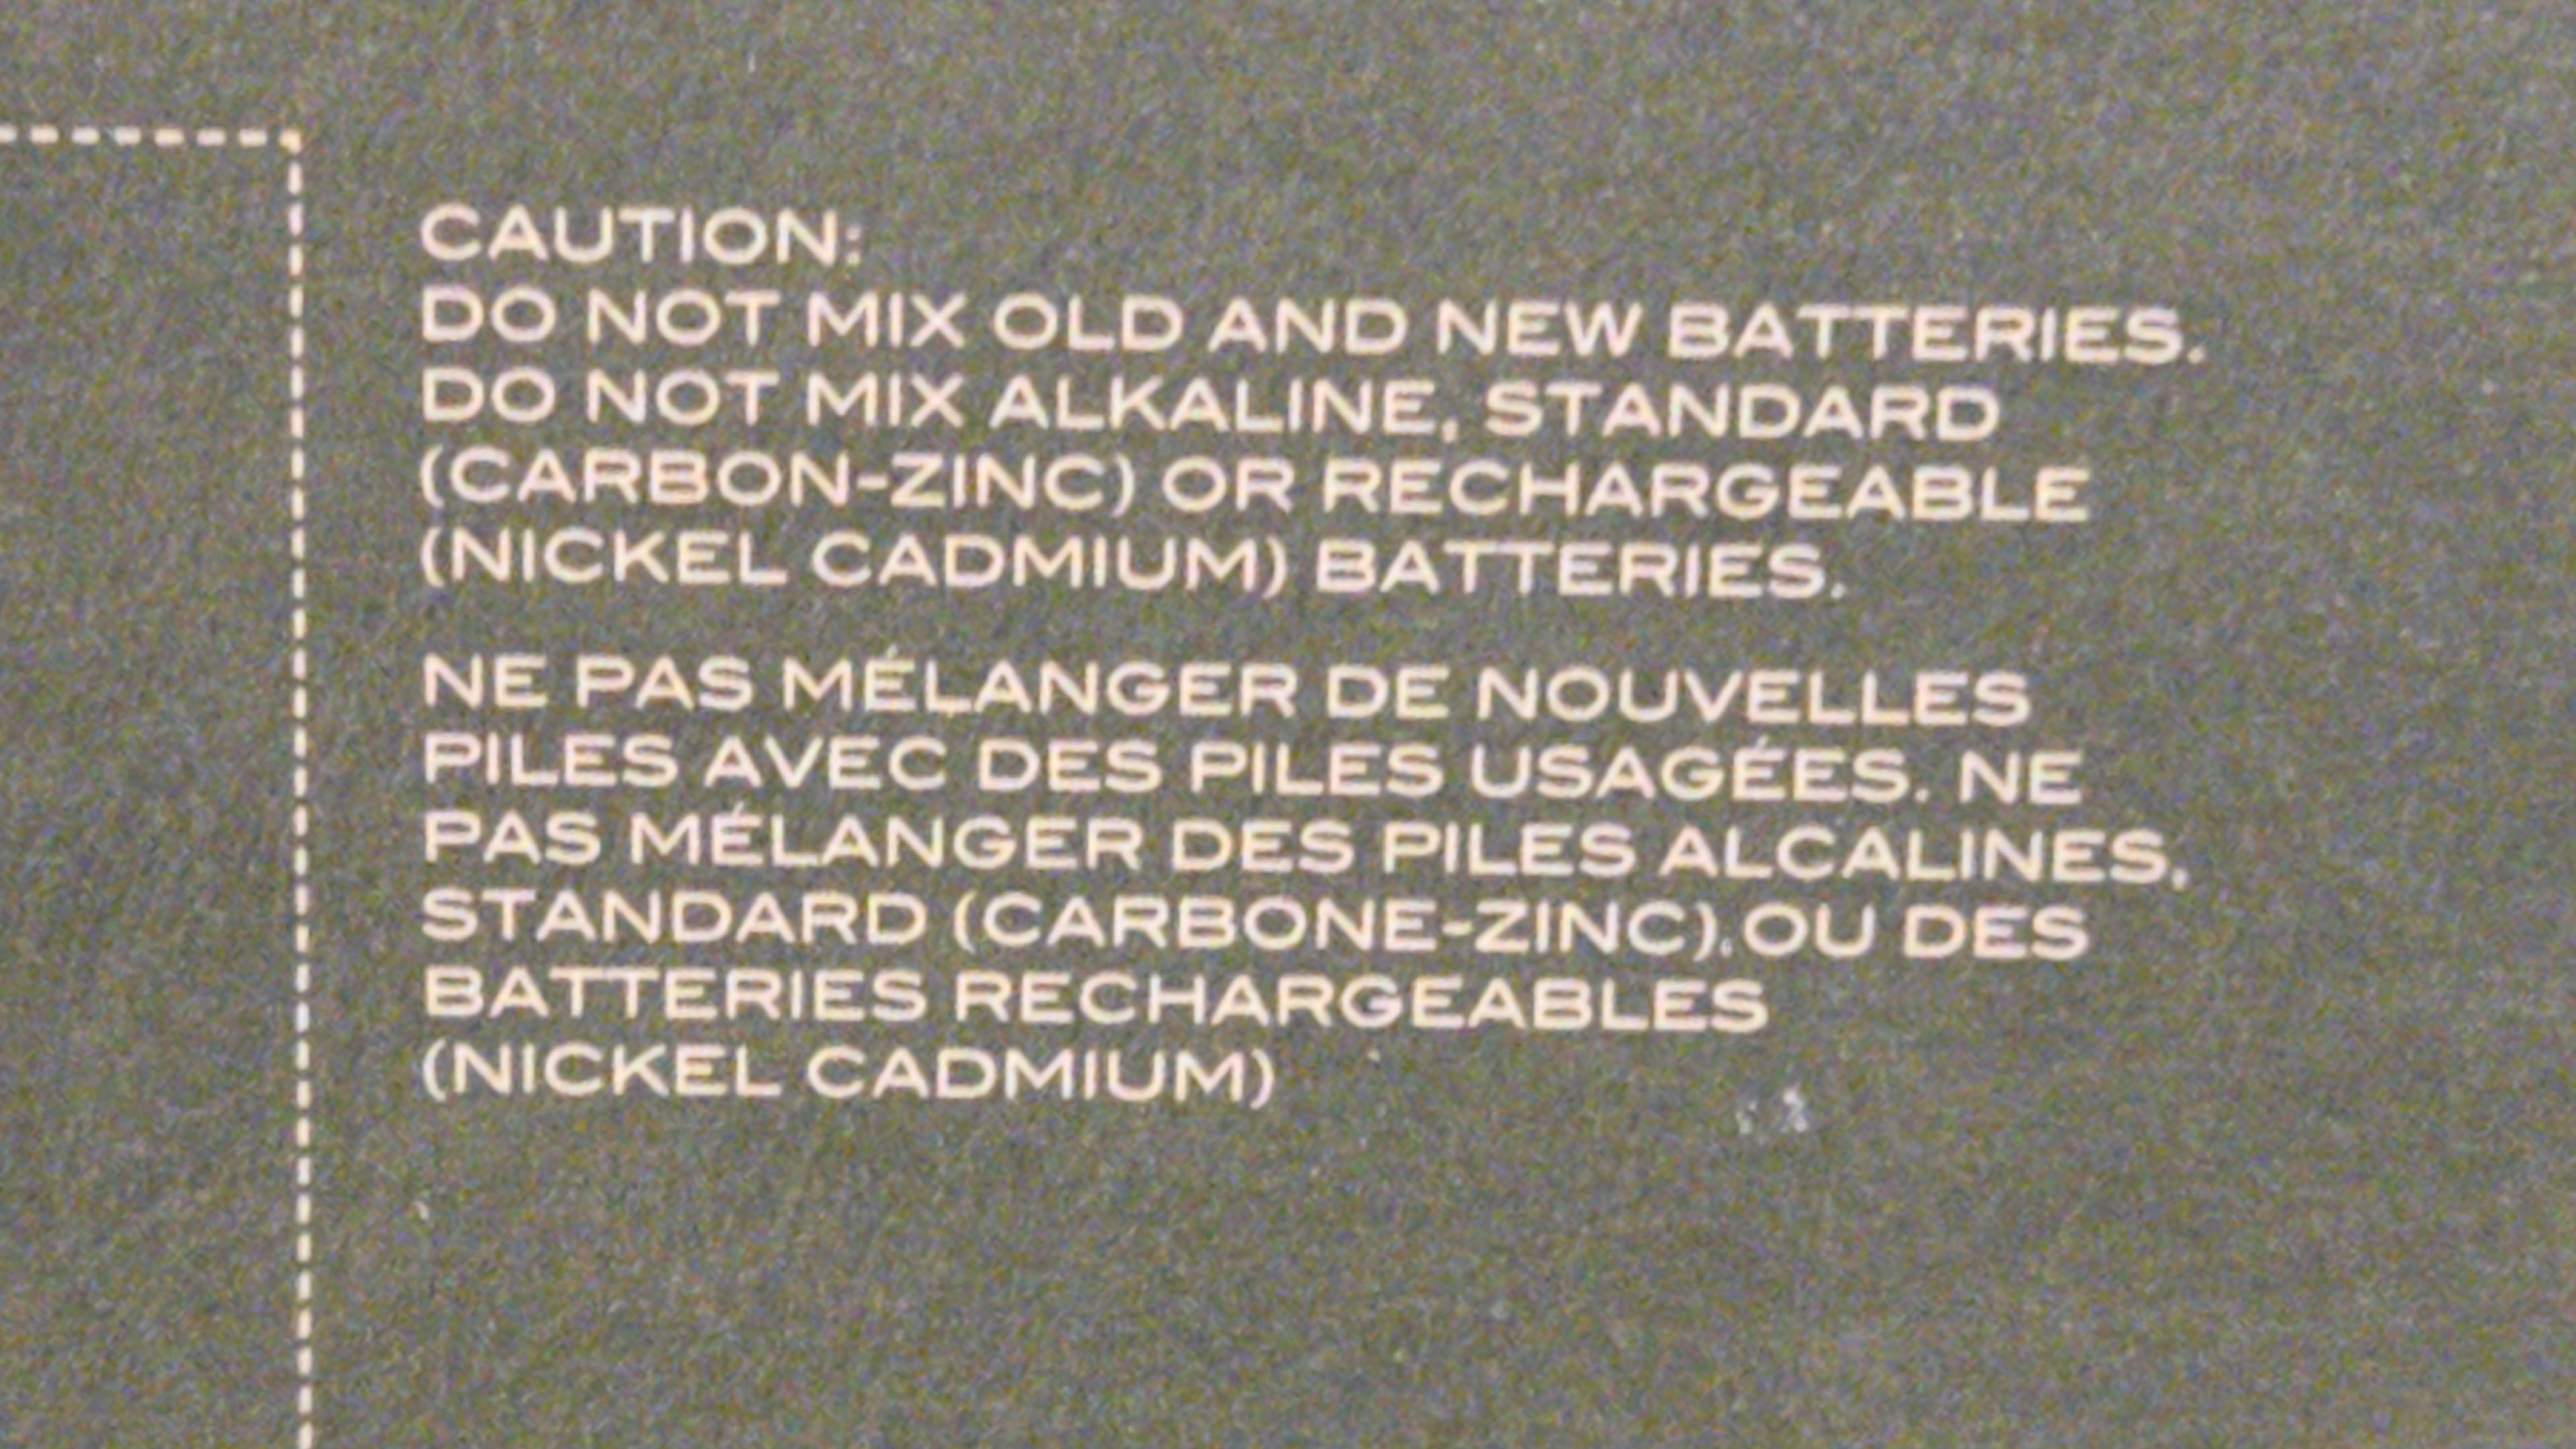 CAUTION:
DO NOT MIX OLD AND NEW BATTERIES.
DO NOT MIX ALKALINE, STANDARD
(CARBON-ZINC) OR RECHARGEABLE
(NICKEL CADMIUM) BATTERIES.
NE PAS MÉLANGER DE NOUVELLES
PILES AVEC DES PILES USAGÉES. NE
PAS MÉLANGER DES PILES ALCALINES,
STANDARD (CARBONE-ZINC), OU DES
BATTERIES RECHARGEABLES
(NICKEL CADMIUM)